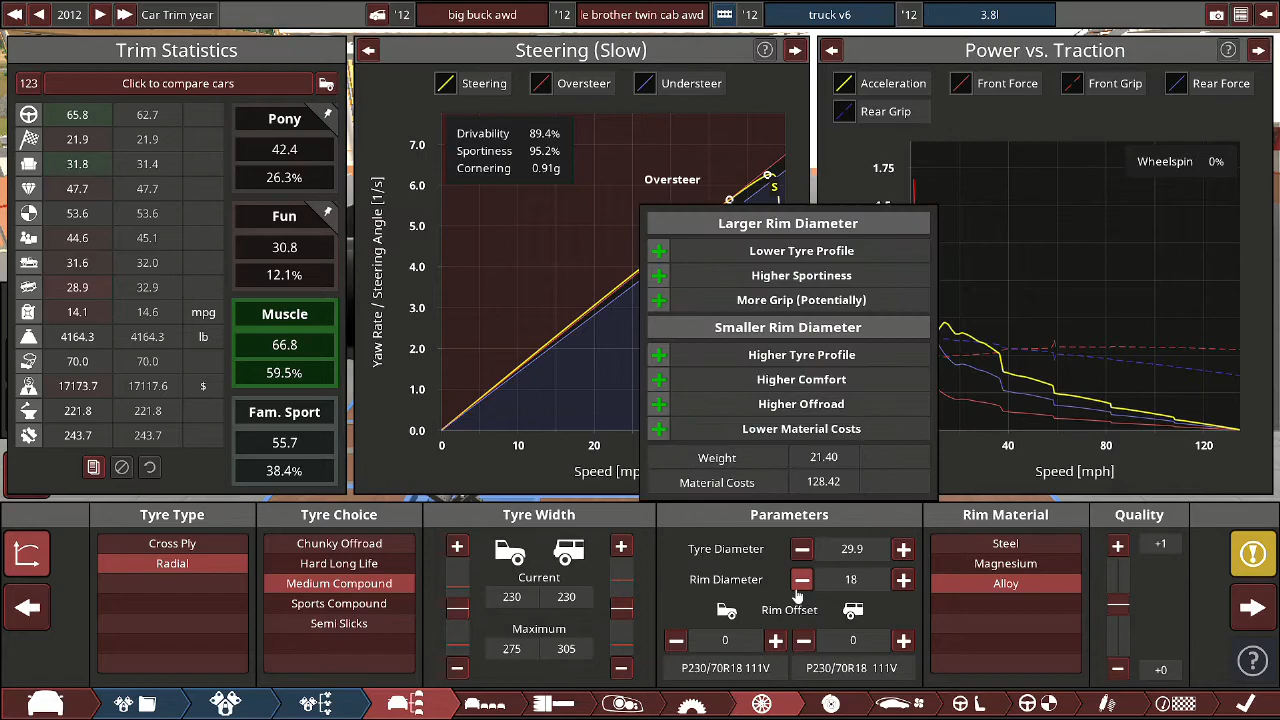 2012
Car Trim year
'12
big buck awd
'12
le brother twin cab awd
'12
truck v6
'12
3.8l
Trim Statistics
123
Click to compare cars
65.8 62.7
21.9 21.9
31.8 31.4
47.7 47.7
53.6 53.6
44.6 45.1
31.6 32.0
28.9
14.1 mpg
4164.3 4164.3 lb
70.0 70.0
17173.7 17117.6 $
243.7 243.7
Pony
42.4
26.3%
Fun
30.8
12.1%
Muscle
66.8
59.5%
Fam. Sport
55.7
38.4%
Steering (Slow)
?
Steering
Oversteer
Understeer
Drivability 89.4%
Sportiness 95.2%
Cornering 0.91g
Oversteer
S
Yaw Rate / Steering Angle [1/s]
7.0
6.0
5.0
4.0
3.0
2.0
1.0
0.0
0
10
20
Power vs. Traction
?
Acceleration
Front Force
Front Grip
Rear Force
Rear Grip
Wheelspin 0%
1.75
40
80
120
Speed [mph]
Larger Rim Diameter
Lower Tyre Profile
Higher Sportiness
More Grip (Potentially)
Smaller Rim Diameter
Higher Tyre Profile
Higher Comfort
Higher Offroad
Lower Material Costs
Weight 21.40
Material Costs 128.42
Tyre Type
Cross Ply
Radial
Tyre Choice
Chunky Offroad
Hard Long Life
Medium Compound
Sports Compound
Semi Slicks
Tyre Width
Current
230 230
Maximum
275 305
Parameters
Tyre Diameter 29.9
Rim Diameter 18
Rim Offset
0 0
P230/70R18 111V P230/70R18 111V
Rim Material
Steel
Magnesium
Alloy
Quality
+1
+0
?